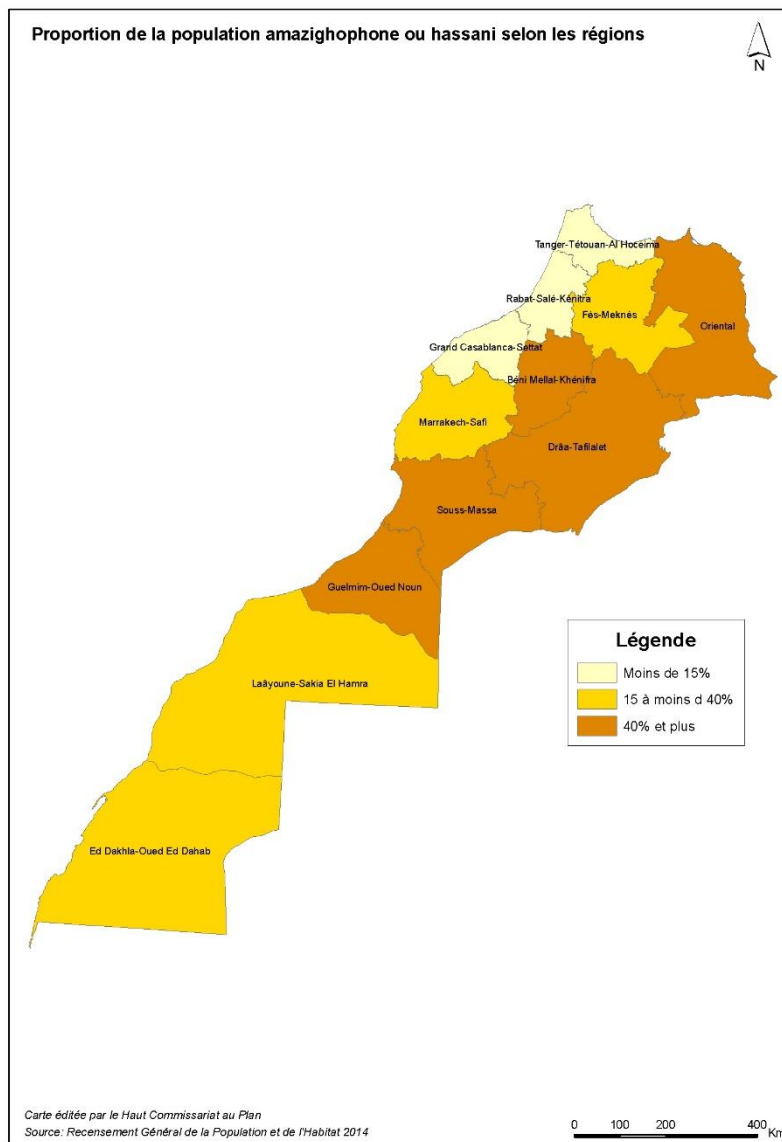 Proportion de la population amazighophone ou hassani selon les régions
N
Tanger-Tétouan-Al Hoceima
Rabat-Salé-Kénitra
Fés-Meknés
Oriental
Grand Casablanca-Settat
Béni Mellal-Khénifra
Marrakech-Safi
Drâa-Tafilalet
Souss-Massa
Guelmim-Oued Noun
Laâyoune-Sakia El Hamra
Ed Dakhla-Oued Ed Dahab
Légende
Moins de 15%
15 à moins d 40%
40% et plus
Carte éditée par le Haut Commissariat au Plan
Source: Recensement Général de la Population et de l'Habitat 2014
0 100 200 400 Km